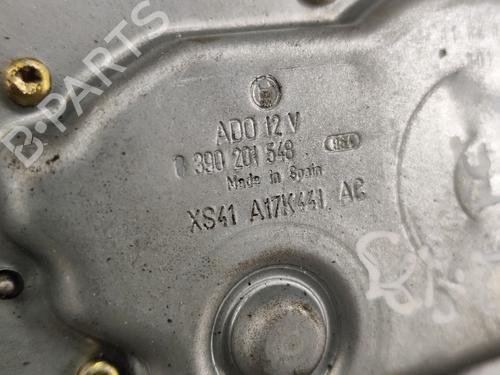 B-PARTS
ADO 12 V
0 390 201 548
Made in Spain
XS41 A17K441 AC